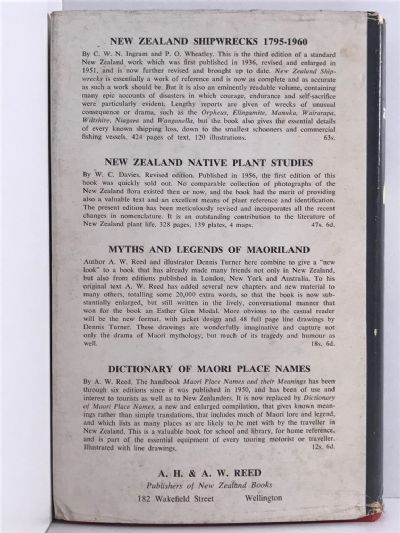 NEW ZEALAND SHIPWRECKS 1795-1960
By C. W. N. Ingram and P. O. Wheatley. This is the third edition of a standard
New Zealand work which was first published in 1936, revised and enlarged in
1951, and is now further revised and brought up to date. New Zealand Ship-
wrecks is essentially a work of reference and is now as complete and as accurate
as such a work should be. But it is also an eminently readable volume, containing
many epic accounts of disasters in which courage, endurance and self-sacrifice
were particularly evident. Lengthy reports are given of wrecks of unusual
consequence or drama, such as the Orpheus, Elingamite, Manuka, Wairarapa,
Wiltshire, Niagara and Wanganella, but the book also gives the essential details
of every known shipping loss, down to the smallest schooners and commercial
fishing vessels. 424 pages of text, 120 illustrations. 63s.
NEW ZEALAND NATIVE PLANT STUDIES
By W. C. Davies. Revised edition. Published in 1956, the first edition of this
book was quickly sold out. No comparable collection of photographs of the
New Zealand flora existed then or now, and the book had the merit of providing
also a valuable text and an excellent means of plant reference and identification.
The present edition has been meticulously revised and incorporates all the recent
changes in nomenclature. It is an outstanding contribution to the literature of
New Zealand plant life. 328 pages, 139 plates, 4 maps. 47s. 6d.
MYTHS AND LEGENDS OF MAORILAND
Author A. W. Reed and illustrator Dennis Turner here combine to give a "new
look" to a book that has already made many friends not only in New Zealand,
but also from editions published in London, New York and Australia. To his
original text A. W. Reed has added several new chapters and new material to
many others, totalling some 20,000 extra words, so that the book is now sub-
stantially enlarged, but still written in the lively, conversational manner that
won for the book an Esther Glen Medal. More obvious to the casual reader
will be the new format, with jacket design and 48 full page line drawings by
Dennis Turner. These drawings are wonderfully imaginative and capture not
only the drama of Maori mythology, but much of its tragedy and humour as
well. 18s. 6d.
DICTIONARY OF MAORI PLACE NAMES
By A. W. Reed. The handbook Maori Place Names and their Meanings has been
through six editions since it was published in 1950, and has been of use and
interest to tourists as well as to New Zealanders. It is now replaced by Dictionary
of Maori Place Names, a new and enlarged compilation, that gives known mean-
ings rather than simple translations, that includes much of Maori lore and legend,
and which lists as many places as are likely to be met with by the traveller in
New Zealand. This is a valuable book for school and library, for home reference,
and is part of the essential equipment of every touring motorist or traveller.
Illustrated with line drawings. 12s. 6d.
A. H. & A. W. REED
Publishers of New Zealand Books
182 Wakefield Street Wellington